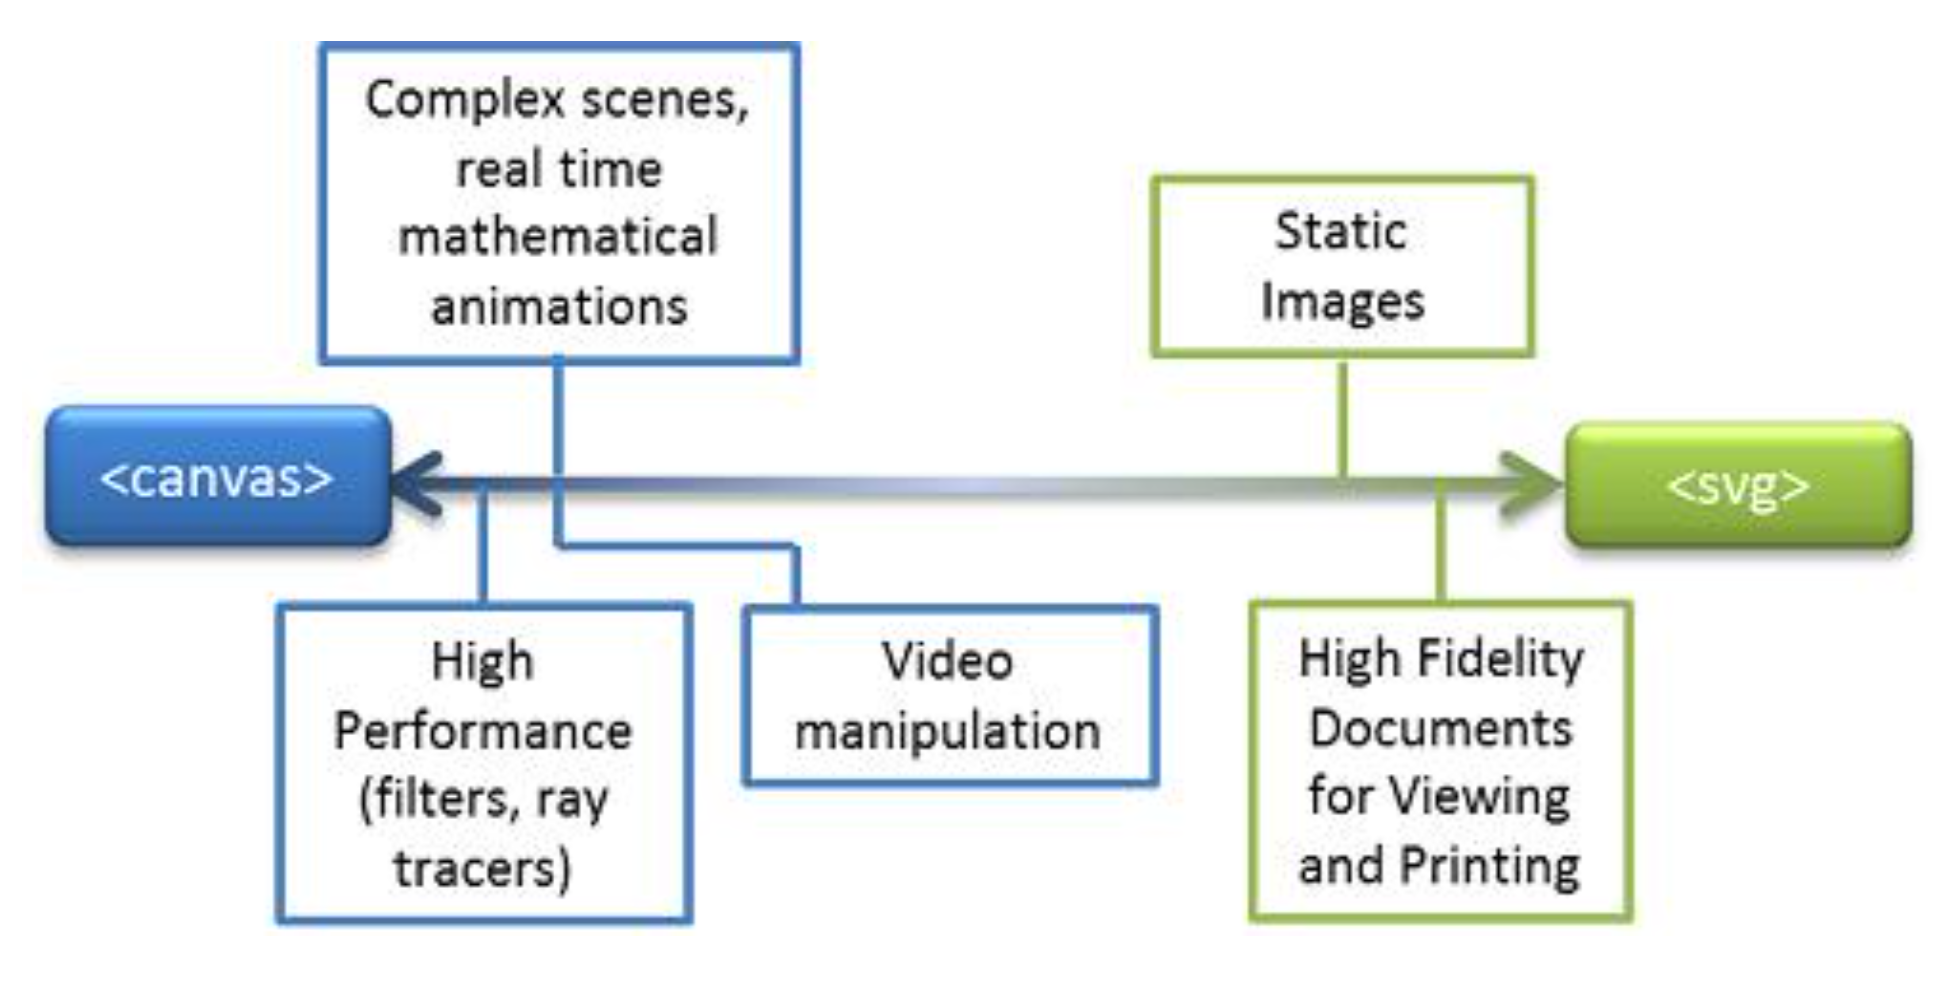 Complex scenes,
real time
mathematical
animations
Static
Images
<canvas>
<svg>
High
Performance
(filters, ray
tracers)
Video
manipulation
High Fidelity
Documents
for Viewing
and Printing